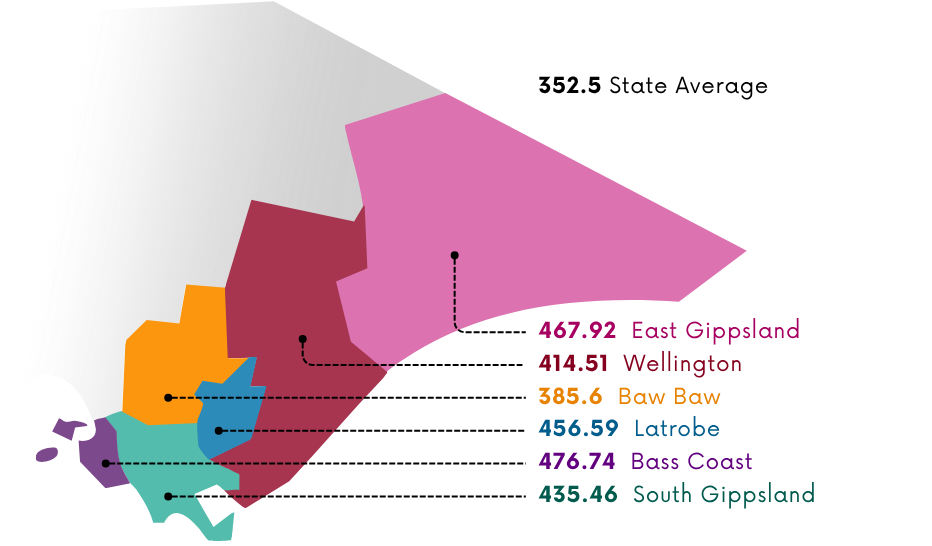 352.5 State Average
467.92 East Gippsland
414.51 Wellington
385.6 Baw Baw
456.59 Latrobe
476.74 Bass Coast
435.46 South Gippsland